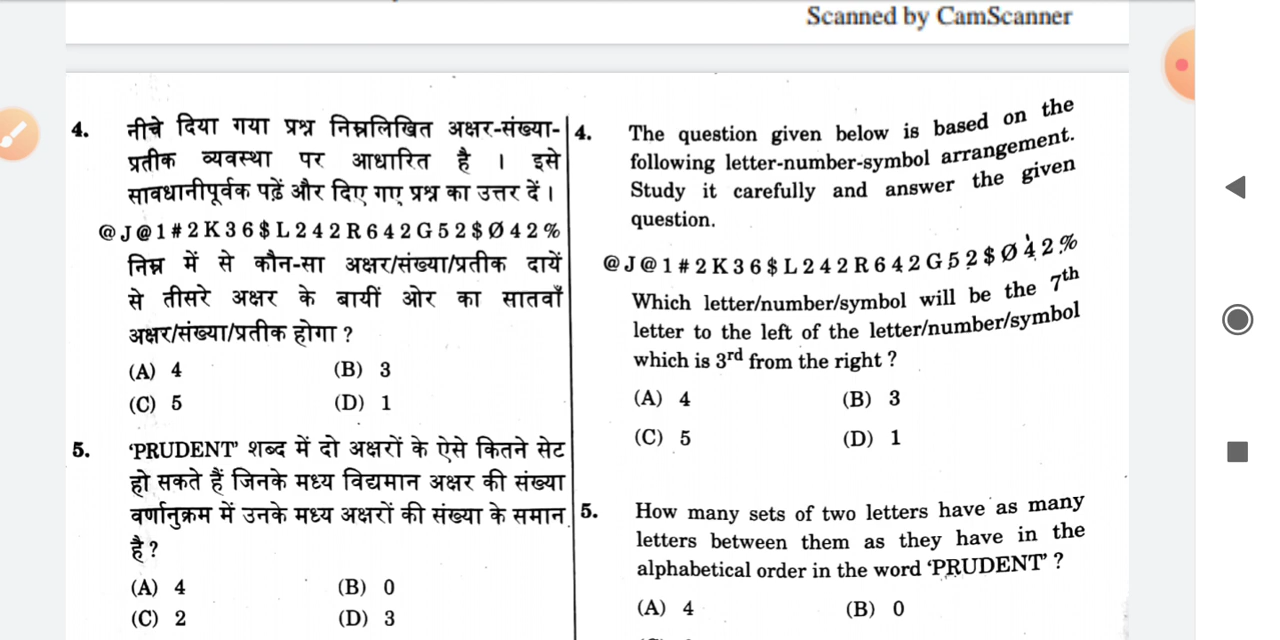 Scanned by CamScanner
4. नीचे दिया गया प्रश्न निम्नलिखित अक्षर-संख्या-
प्रतीक व्यवस्था पर आधारित है । इसे
सावधानीपूर्वक पढ़ें और दिए गए प्रश्न का उत्तर दें ।
@ J @ 1 # 2 K 3 6 $ L 2 4 2 R 6 4 2 G 5 2 $ Ø 4 2 %
निम्न में से कौन-सा अक्षर/संख्या/प्रतीक दायें
से तीसरे अक्षर के बायीं ओर का सातवाँ
अक्षर/संख्या/प्रतीक होगा ?
(A) 4 (B) 3
(C) 5 (D) 1
5. ‘PRUDENT’ शब्द में दो अक्षरों के ऐसे कितने सेट
हो सकते हैं जिनके मध्य विद्यमान अक्षर की संख्या
वर्णानुक्रम में उनके मध्य अक्षरों की संख्या के समान
है ?
(A) 4 (B) 0
(C) 2 (D) 3
4. The question given below is based on the
following letter-number-symbol arrangement.
Study it carefully and answer the given
question.
@ J @ 1 # 2 K 3 6 $ L 2 4 2 R 6 4 2 G 5 2 $ Ø 4 2 %
Which letter/number/symbol will be the 7th
letter to the left of the letter/number/symbol
which is 3rd from the right ?
(A) 4 (B) 3
(C) 5 (D) 1
5. How many sets of two letters have as many
letters between them as they have in the
alphabetical order in the word ‘PRUDENT’ ?
(A) 4 (B) 0